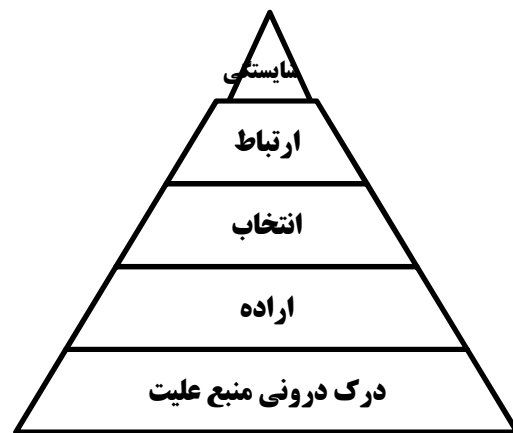 شایستگی
ارتباط
انتخاب
اراده
درک درونی منبع علیت